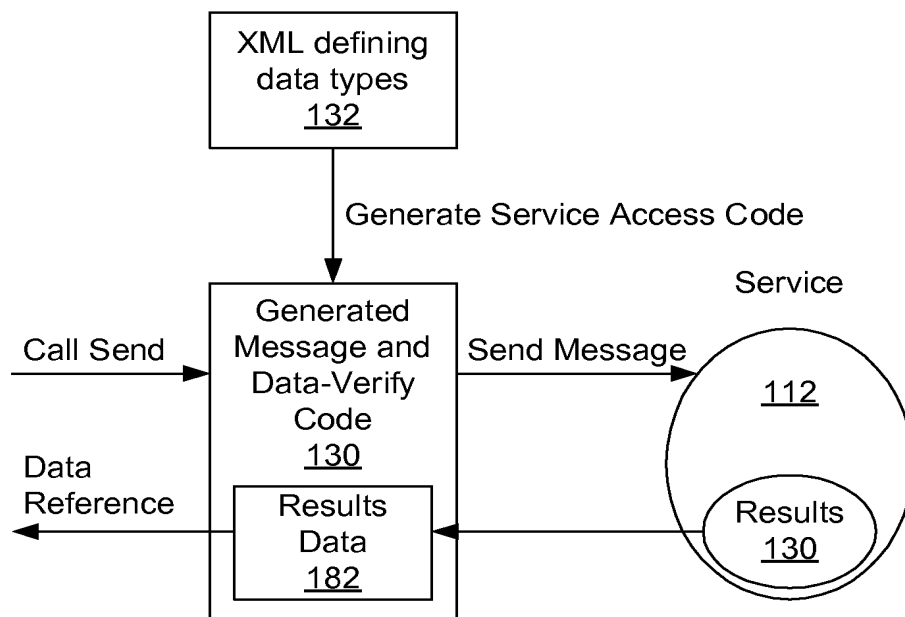 XML defining
data types
132
Generate Service Access Code
Service
Generated
Message and
Data-Verify
Code
130
Call Send
Send Message
112
Data
Reference
Results
Data
182
Results
130